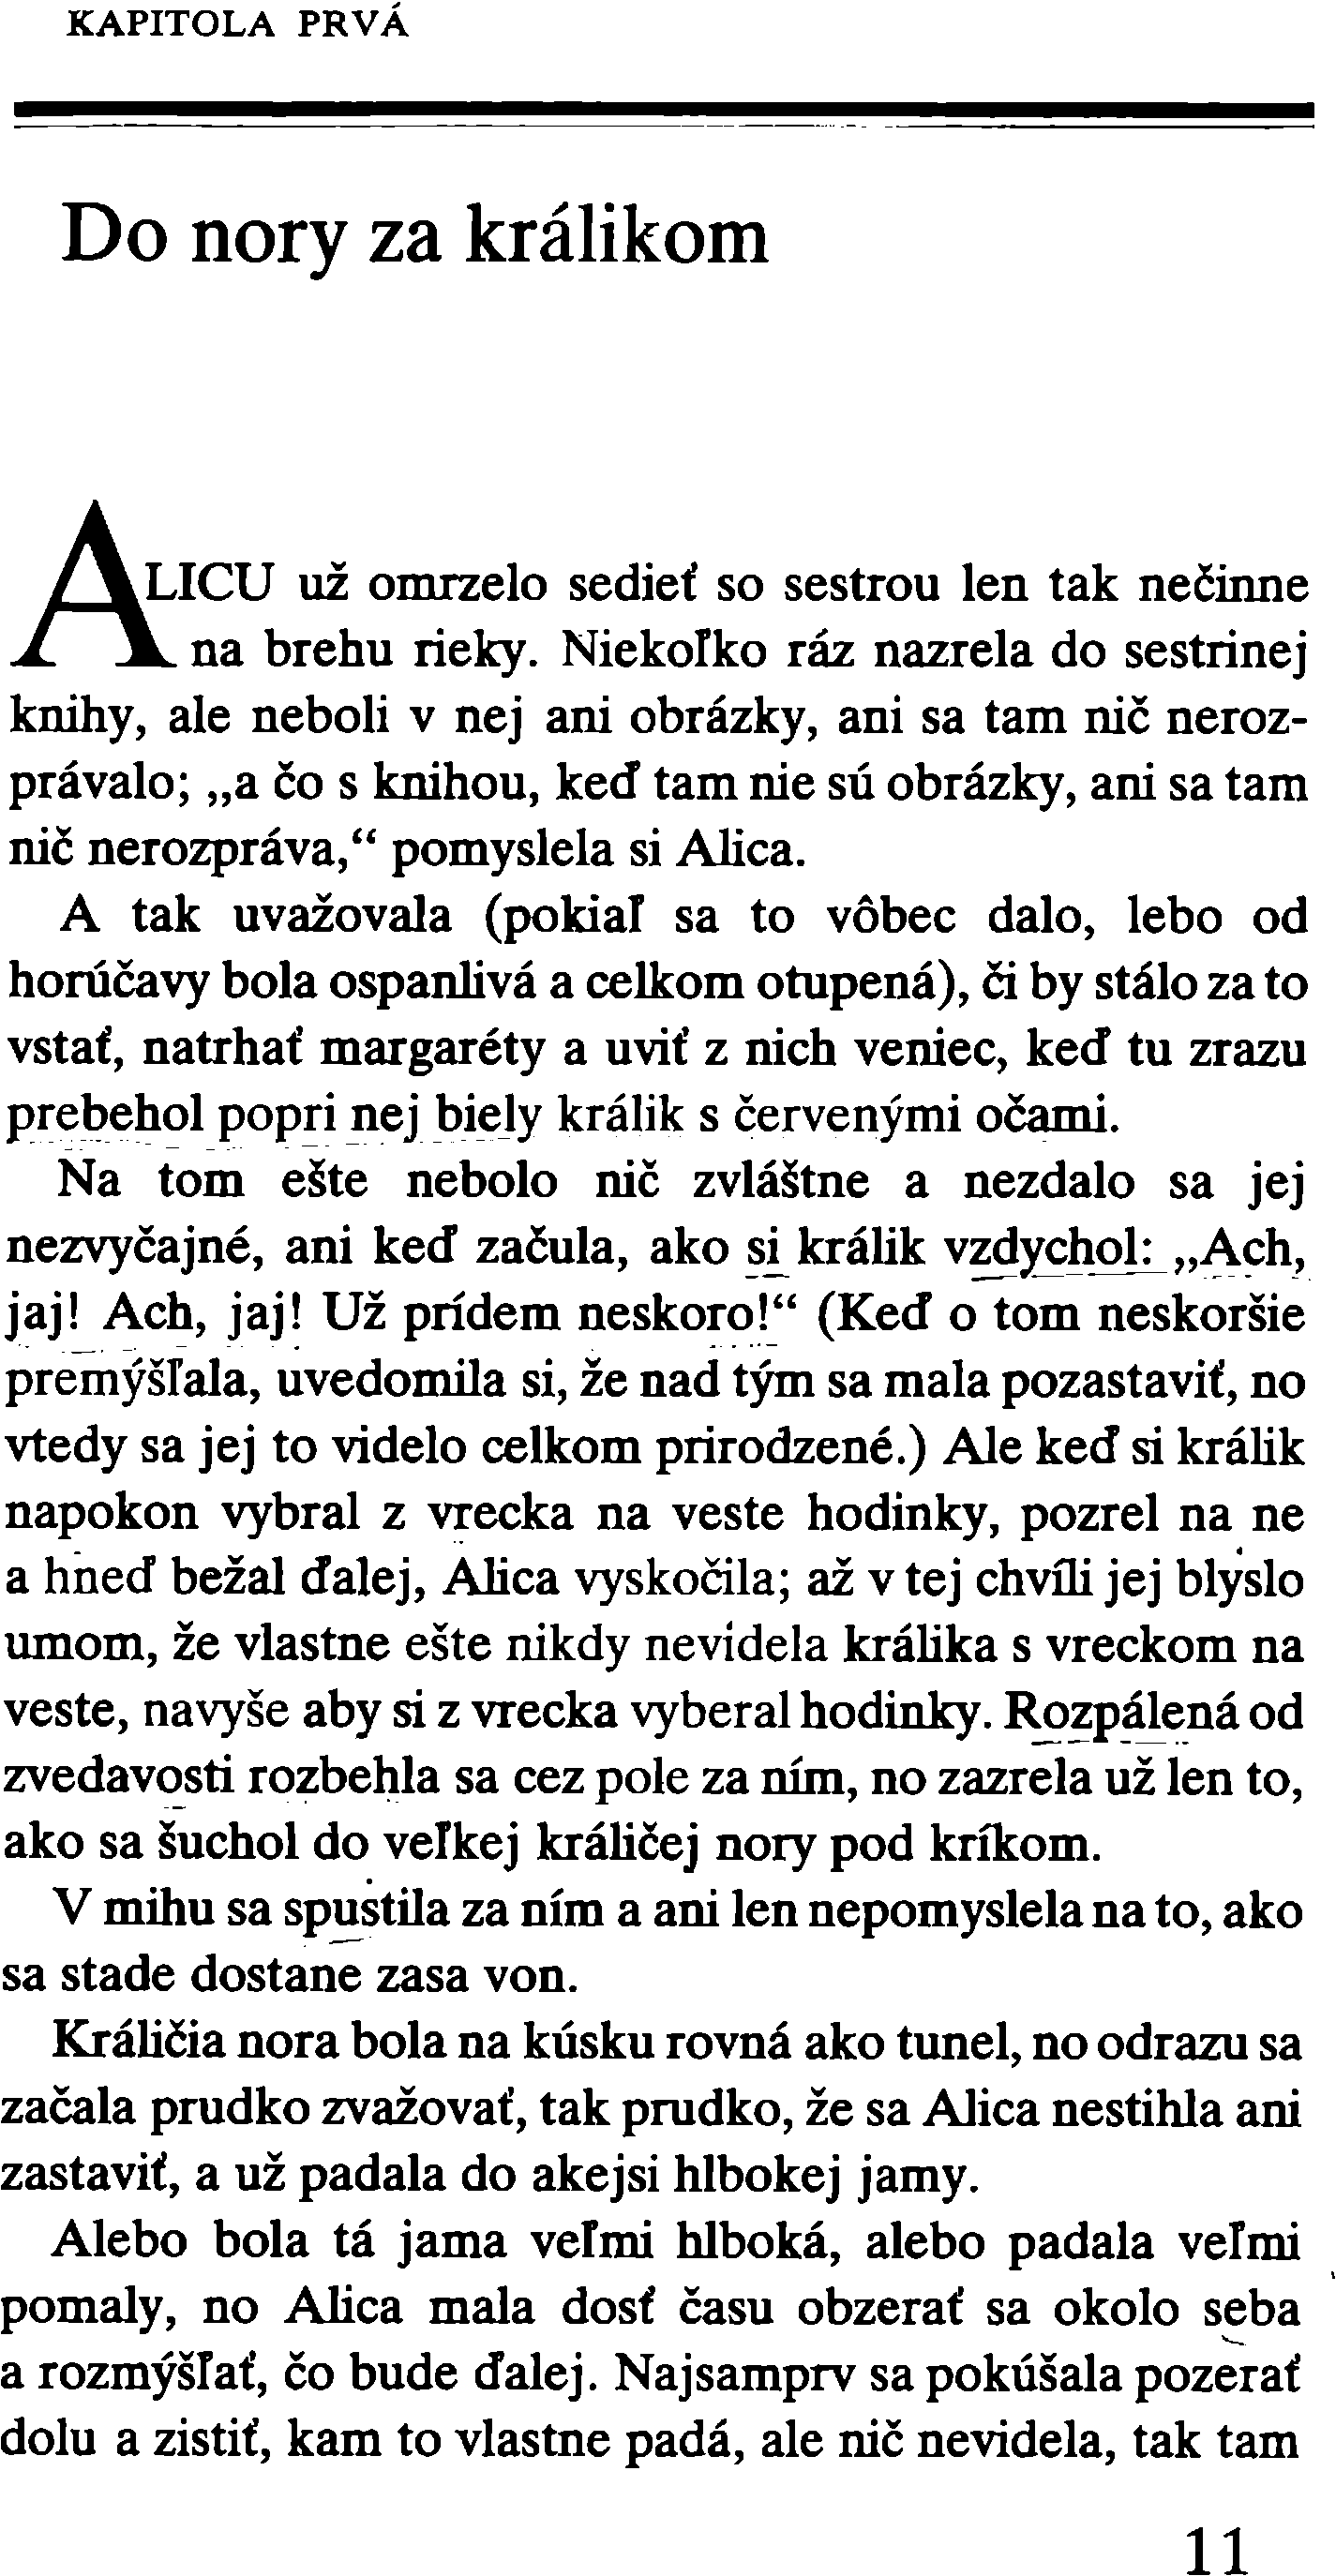 KAPITOLA PRVÁ
Do nory za králikom
ALICU už omrzelo sedieť so sestrou len tak nečinne
na brehu rieky. Niekoľko ráz nazrela do sestrinej
knihy, ale neboli v nej ani obrázky, ani sa tam nič neroz-
právalo; „a čo s knihou, keď tam nie sú obrázky, ani sa tam
nič nerozpráva,“ pomyslela si Alica.
A tak uvažovala (pokiaľ sa to vôbec dalo, lebo od
horúčavy bola ospanlivá a celkom otupená), či by stálo za to
vstať, natrhať margaréty a uviť z nich veniec, keď tu zrazu
prebehol popri nej biely králik s červenými očami.
Na tom ešte nebolo nič zvláštne a nezdalo sa jej
nezvyčajné, ani keď začula, ako si králik vzdychol: „Ach,
jaj! Ach, jaj! Už prídem neskoro!“ (Keď o tom neskoršie
premýšľala, uvedomila si, že nad tým sa mala pozastaviť, no
vtedy sa jej to videlo celkom prirodzené.) Ale keď si králik
napokon vybral z vrecka na veste hodinky, pozrel na ne
a hneď bežal ďalej, Alica vyskočila; až v tej chvíli jej blyslo
umom, že vlastne ešte nikdy nevidela králika s vreckom na
veste, navyše aby si z vrecka vyberal hodinky. Rozpálená od
zvedavosti rozbehla sa cez pole za ním, no zazrela už len to,
ako sa šuchol do veľkej králičej nory pod kríkom.
V mihu sa spustila za ním a ani len nepomyslela na to, ako
sa stade dostane zasa von.
Králičia nora bola na kúsku rovná ako tunel, no odrazu sa
začala prudko zvažovať, tak prudko, že sa Alica nestihla ani
zastaviť, a už padala do akejsi hlbokej jamy.
Alebo bola tá jama veľmi hlboká, alebo padala veľmi
pomaly, no Alica mala dosť času obzerať sa okolo seba
a rozmýšľať, čo bude ďalej. Najsamprv sa pokúšala pozerať
dolu a zistiť, kam to vlastne padá, ale nič nevidela, tak tam
11